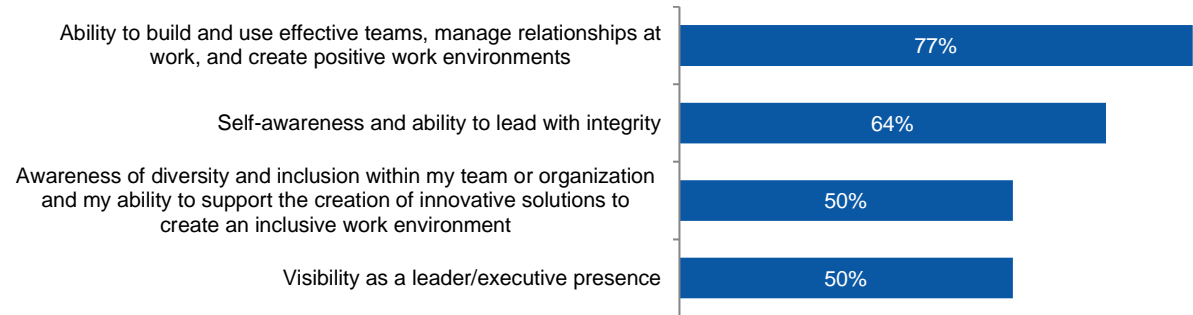 Ability to build and use effective teams, manage relationships at
work, and create positive work environments
77%
Self-awareness and ability to lead with integrity
64%
Awareness of diversity and inclusion within my team or organization
and my ability to support the creation of innovative solutions to
create an inclusive work environment
50%
Visibility as a leader/executive presence
50%